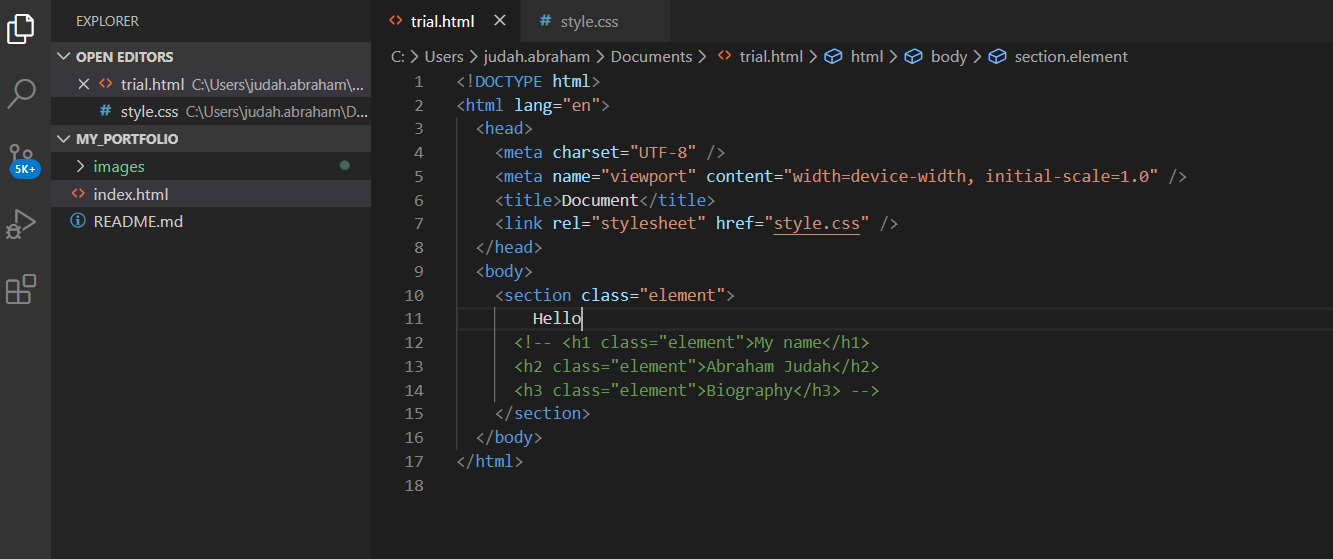 EXPLORER
OPEN EDITORS
trial.html C:\Users\judah.abraham\...
style.css C:\Users\judah.abraham\D...
MY_PORTFOLIO
images
index.html
README.md
5K+
trial.html
style.css
C: > Users > judah.abraham > Documents > trial.html > html > body > section.element
1 <!DOCTYPE html>
2 <html lang="en">
3 <head>
4 <meta charset="UTF-8" />
5 <meta name="viewport" content="width=device-width, initial-scale=1.0" />
6 <title>Document</title>
7 <link rel="stylesheet" href="style.css" />
8 </head>
9 <body>
10 <section class="element">
11 Hello
12 <!-- <h1 class="element">My name</h1>
13 <h2 class="element">Abraham Judah</h2>
14 <h3 class="element">Biography</h3> -->
15 </section>
16 </body>
17 </html>
18